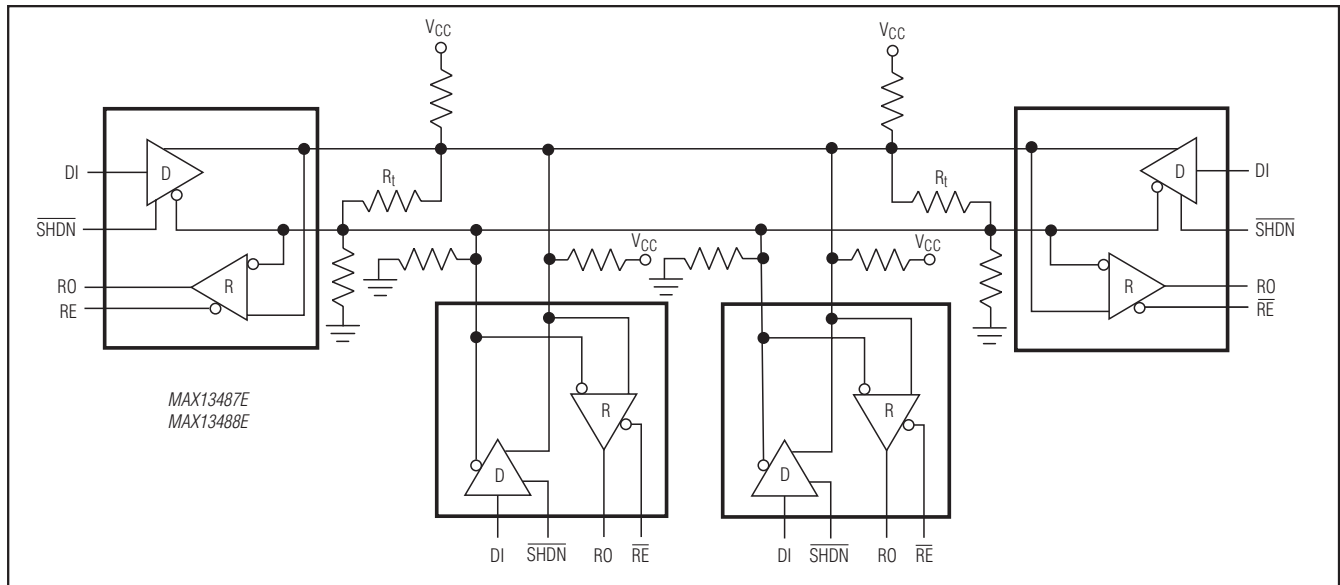 VCC
VCC
DI
D
Rt
Rt
D
DI
SHDN
SHDN
VCC
VCC
RO
R
R
RO
RE
RE
MAX13487E
MAX13488E
R
R
D
D
DI SHDN RO RE
DI SHDN RO RE